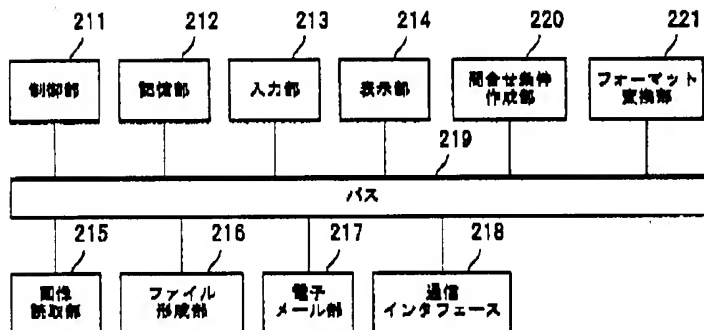 211
212
213
214
220
221
制御部
記憶部
入力部
表示部
問合せ条件
作成部
フォーマット
変換部
219
バス
215
216
217
218
画像
読取部
ファイル
形成部
電子
メール部
通信
インタフェース